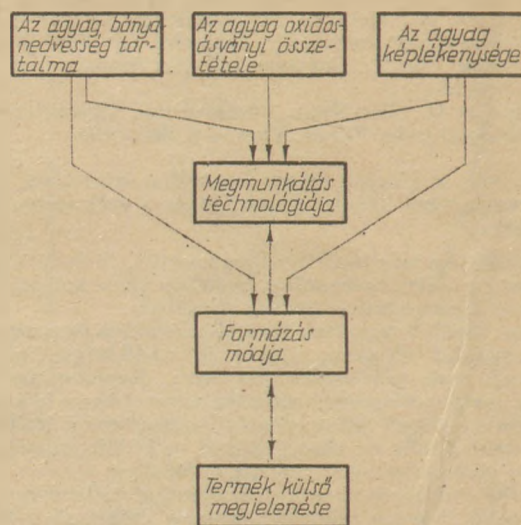 Az agyag bánya-
nedvesség tar-
talma
Az agyag oxidos-
ásványi össze-
tétele
Az agyag
képlékenysége
Megmunkálás
technológiája
Formázás
módja
Termék külső
megjelenése